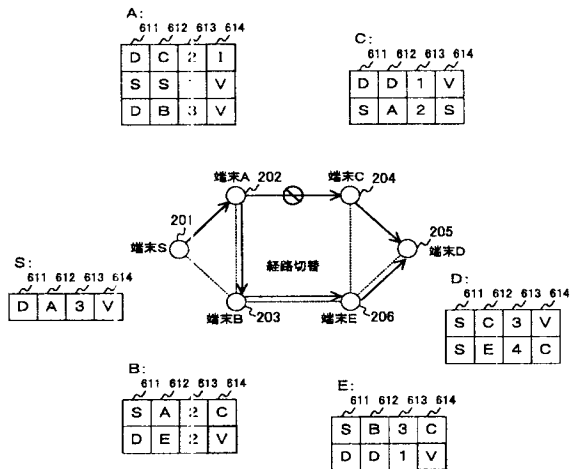 A:
611 612 613 614
D C 2 I
S S V
D B 3 V
C:
611 612 613 614
D D 1 V
S A 2 S
端末A 202
端末C 204
201
端末S
205
端末D
経路切替
端末B 203
端末E 206
S:
611 612 613 614
D A 3 V
D:
611 612 613 614
S C 3 V
S E 4 C
B:
611 612 613 614
S A 2 C
D E 2 V
E:
611 612 613 614
S B 3 C
D D 1 V